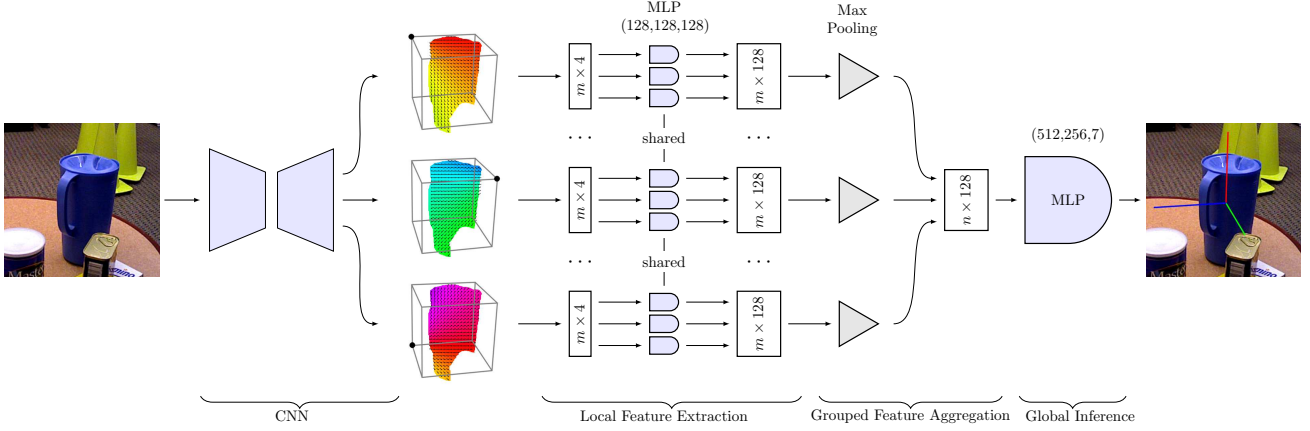 MLP
(128,128,128)
Max
Pooling
m × 4
m × 128
· · ·
shared
· · ·
m × 4
m × 128
(512,256,7)
n × 128
MLP
· · ·
shared
· · ·
m × 4
m × 128
CNN
Local Feature Extraction
Grouped Feature Aggregation
Global Inference